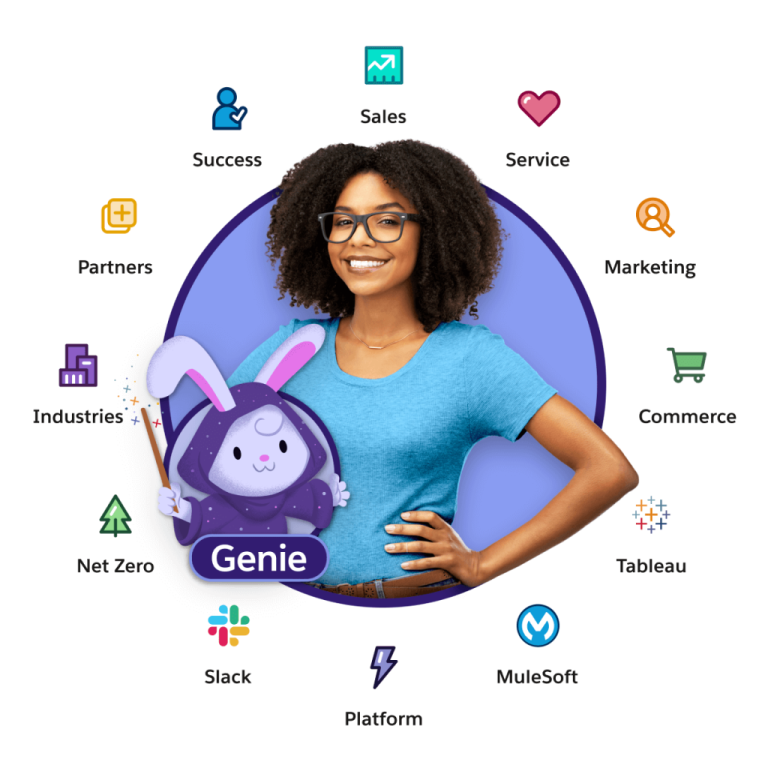 Sales
Success
Service
Partners
Marketing
Industries
Commerce
Net Zero
Tableau
Genie
Slack
MuleSoft
Platform